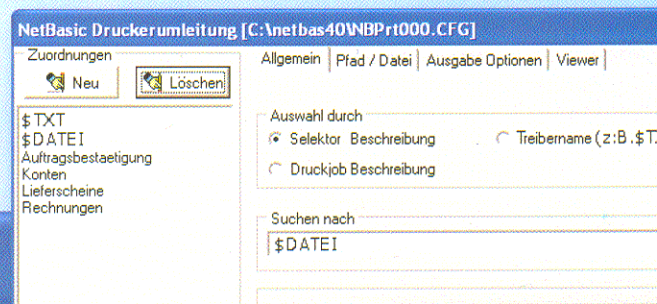 NetBasic Druckerumleitung [C:\netbas40\NBPrt000.CFG]
Zuordnungen
Neu
Löschen
$TXT
$DATEI
Auftragsbestaetigung
Konten
Lieferscheine
Rechnungen
Allgemein Pfad / Datei Ausgabe Optionen Viewer
Auswahl durch
Selektor Beschreibung
Treibername (z:B.$T
Druckjob Beschreibung
Suchen nach
$DATEI